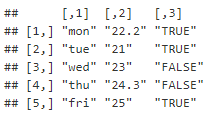 ##      [,1]  [,2]   [,3]
## [1,] "mon" "22.2" "TRUE"
## [2,] "tue" "21"   "TRUE"
## [3,] "wed" "23"   "FALSE"
## [4,] "thu" "24.3" "FALSE"
## [5,] "fri" "25"   "TRUE"